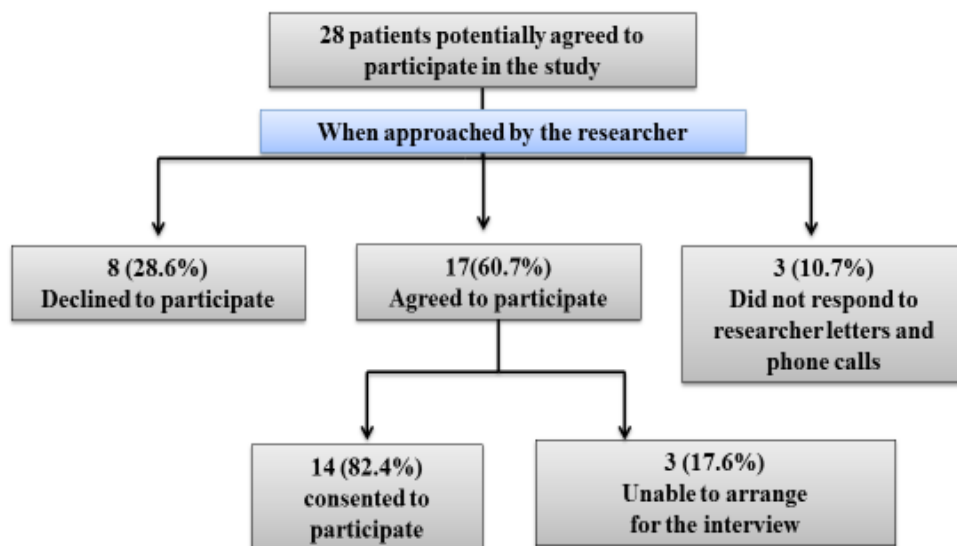 28 patients potentially agreed to
participate in the study
When approached by the researcher
8 (28.6%)
Declined to participate
17(60.7%)
Agreed to participate
3 (10.7%)
Did not respond to
researcher letters and
phone calls
14 (82.4%)
consented to
participate
3 (17.6%)
Unable to arrange
for the interview